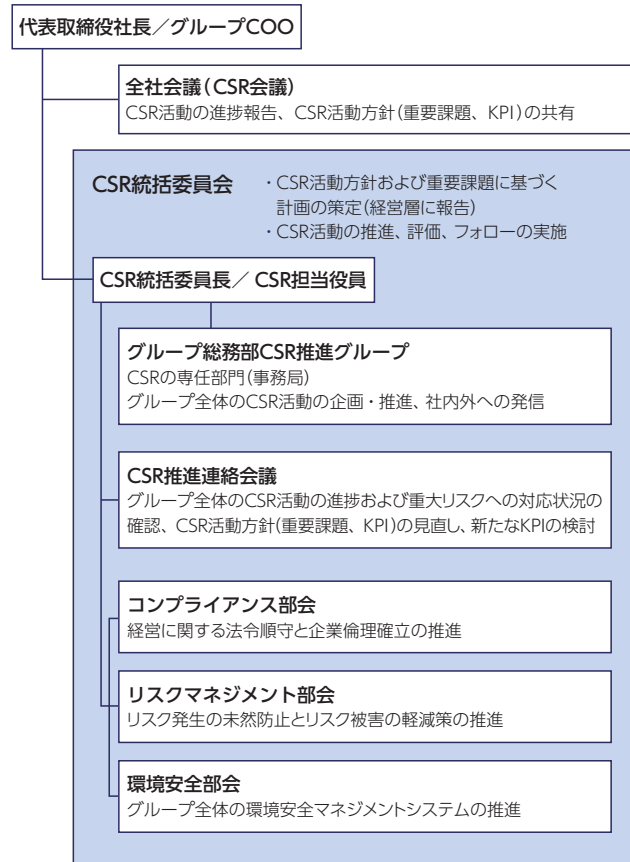 代表取締役社長／グループCOO
全社会議（CSR会議）
CSR活動の進捗報告、CSR活動方針（重要課題、KPI）の共有
CSR統括委員会
・CSR活動方針および重要課題に基づく
計画の策定（経営層に報告）
・CSR活動の推進、評価、フォローの実施
CSR統括委員長／CSR担当役員
グループ総務部CSR推進グループ
CSRの専任部門（事務局）
グループ全体のCSR活動の企画・推進、社内外への発信
CSR推進連絡会議
グループ全体のCSR活動の進捗および重大リスクへの対応状況の
確認、CSR活動方針（重要課題、KPI）の見直し、新たなKPIの検討
コンプライアンス部会
経営に関する法令順守と企業倫理確立の推進
リスクマネジメント部会
リスク発生の未然防止とリスク被害の軽減策の推進
環境安全部会
グループ全体の環境安全マネジメントシステムの推進